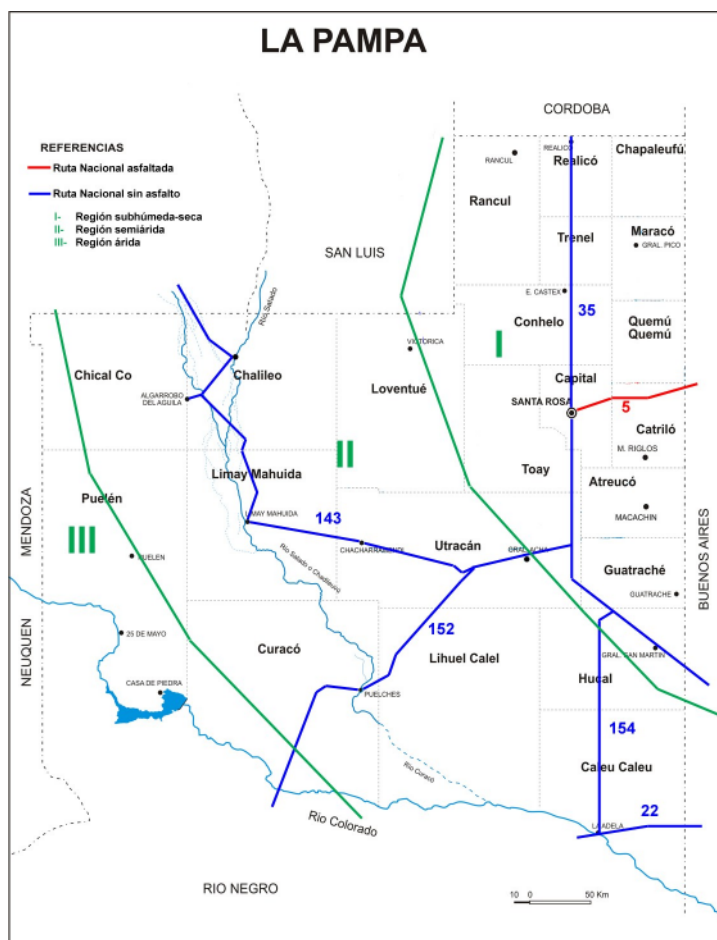 LA PAMPA
CORDOBA
REFERENCIAS
Ruta Nacional asfaltada
Ruta Nacional sin asfalto
I- Región subhúmeda-seca
II- Región semiárida
III- Región árida
REALICO
Realicó
Chapaleufú
RANCUL
Rancul
Trenel
Maracó
GRAL. PICO
SAN LUIS
E. CASTEX
Rio Salado
35
Conhelo
Quemú
Quemú
I
VICTORICA
Chical Co
Chalileo
Loventué
Capital
ALGARROBO
DEL AGUILA
SANTA ROSA
5
Catriló
M. RIGLOS
II
Limay Mahuida
Toay
Atreucó
Puelén
MENDOZA
LIMAY MAHUIDA
143
MACACHIN
III
PUELEN
CHACHARRAMENDI
Utracán
GRAL. ACHA
Guatraché
BUENOS AIRES
Rio Salado o Chadileuvú
GUATRACHE
NEUQUEN
25 DE MAYO
152
Curacó
Lihuel Calel
GRAL. SAN MARTIN
CASA DE PIEDRA
PUELCHES
Hucal
154
Rio Curacó
Caleu Caleu
22
Rio Colorado
LA ADELA
RIO NEGRO
10 0 50 Km